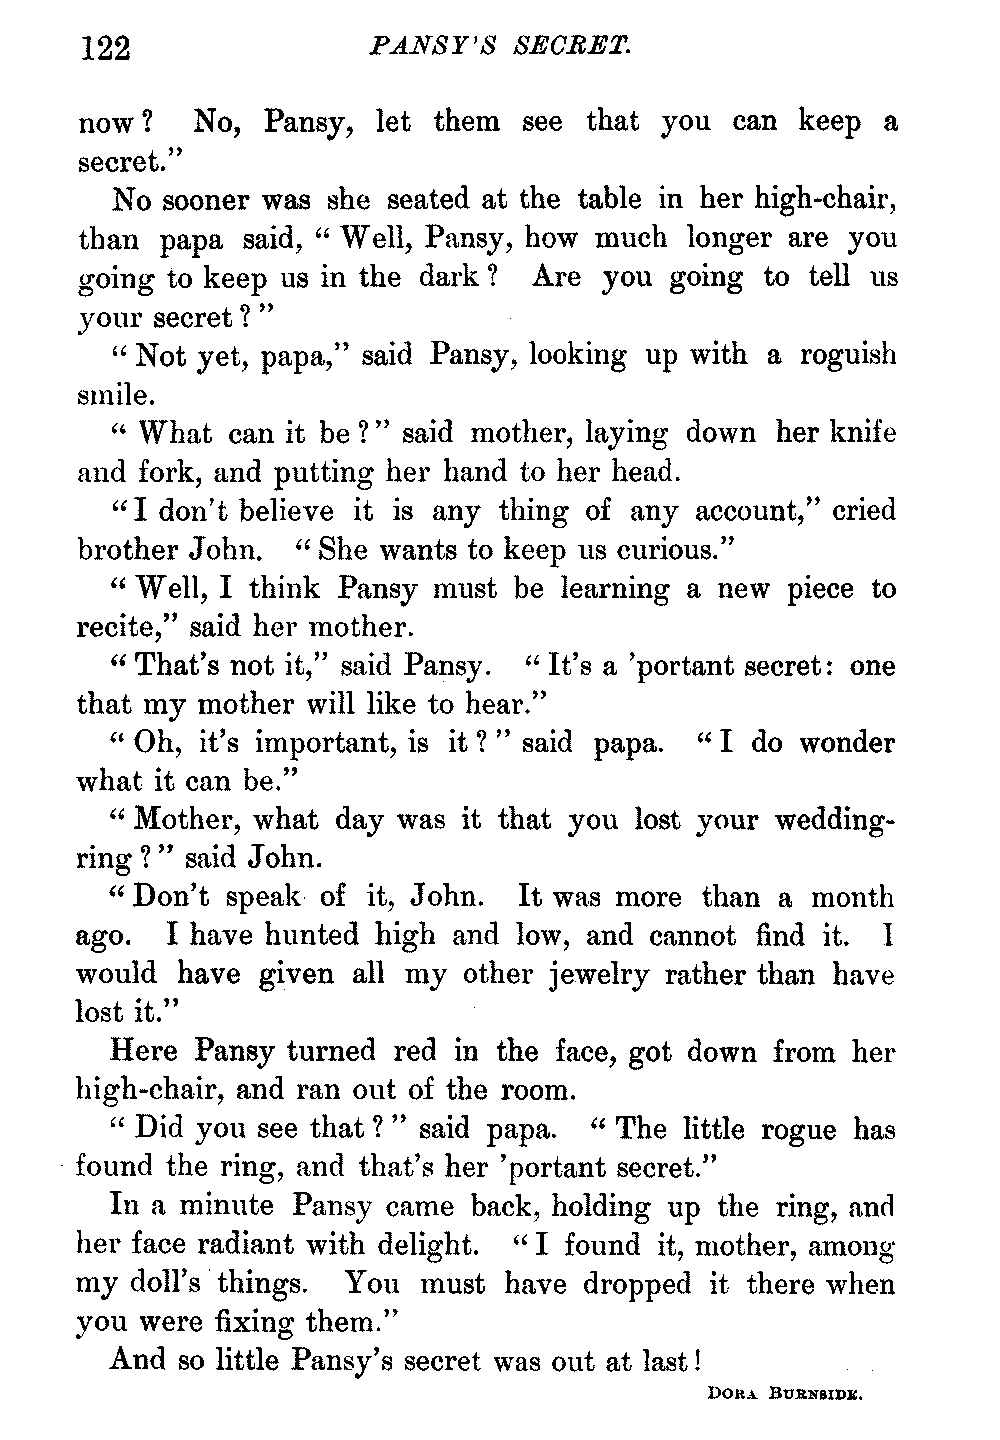 122 PANSY'S SECRET.
now? No, Pansy, let them see that you can keep a
secret."
No sooner was she seated at the table in her high-chair,
than papa said, "Well, Pansy, how much longer are you
going to keep us in the dark? Are you going to tell us
your secret?"
"Not yet, papa," said Pansy, looking up with a roguish
smile.
"What can it be?" said mother, laying down her knife
and fork, and putting her hand to her head.
"I don't believe it is any thing of any account," cried
brother John. "She wants to keep us curious."
"Well, I think Pansy must be learning a new piece to
recite," said her mother.
"That's not it," said Pansy. "It's a 'portant secret: one
that my mother will like to hear."
"Oh, it's important, is it?" said papa. "I do wonder
what it can be."
"Mother, what day was it that you lost your wedding-
ring?" said John.
"Don't speak of it, John. It was more than a month
ago. I have hunted high and low, and cannot find it. I
would have given all my other jewelry rather than have
lost it."
Here Pansy turned red in the face, got down from her
high-chair, and ran out of the room.
"Did you see that?" said papa. "The little rogue has
found the ring, and that's her 'portant secret."
In a minute Pansy came back, holding up the ring, and
her face radiant with delight. "I found it, mother, among
my doll's things. You must have dropped it there when
you were fixing them."
And so little Pansy's secret was out at last!
DORA BURNSIDE.